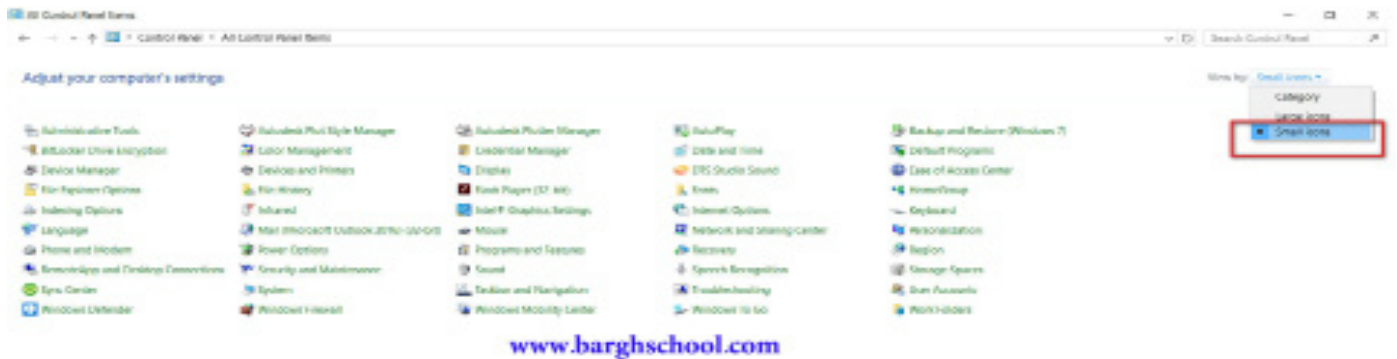 All Control Panel Items
Control Panel All Control Panel Items Search Control Panel
Adjust your computer's settings View by: Small icons
Category
Large icons
Small icons
Administrative Tools Autodesk Plot Style Manager Autodesk Plotter Manager AutoPlay Backup and Restore (Windows 7)
BitLocker Drive Encryption Color Management Credential Manager Date and Time Default Programs
Device Manager Devices and Printers Display DTS Studio Sound Ease of Access Center
File Explorer Options File History Flash Player (32-bit) Fonts HomeGroup
Indexing Options Infrared Intel® Graphics Settings Internet Options Keyboard
Language Mail (Microsoft Outlook 2016) Mouse Network and Sharing Center Personalization
Phone and Modem Power Options Programs and Features Recovery Region
RemoteApp and Desktop Connections Security and Maintenance Sound Speech Recognition Storage Spaces
Sync Center System Taskbar and Navigation Troubleshooting User Accounts
Windows Defender Windows Firewall Windows Mobility Center Windows To Go Work Folders
www.barghschool.com